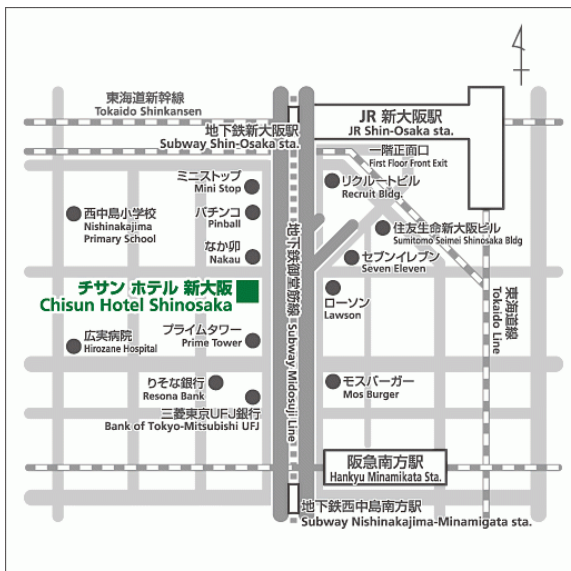 東海道新幹線
Tokaido Shinkansen
JR 新大阪駅
JR Shin-Osaka sta.
地下鉄新大阪駅
Subway Shin-Osaka sta.
一階正面口
First Floor Front Exit
ミニストップ
Mini Stop
リクルートビル
Recruit Bldg.
西中島小学校
Nishinakajima
Primary School
パチンコ
Pinball
住友生命新大阪ビル
Sumitomo Seimei Shinosaka Bldg
なか卯
Nakau
セブンイレブン
Seven Eleven
地下鉄御堂筋線 Subway Midosuji Line
チサン ホテル 新大阪
Chisun Hotel Shinosaka
ローソン
Lawson
東海道線
Tokaido Line
広実病院
Hirozane Hospital
プライムタワー
Prime Tower
りそな銀行
Resona Bank
モスバーガー
Mos Burger
三菱東京UFJ銀行
Bank of Tokyo-Mitsubishi UFJ
阪急南方駅
Hankyu Minamikata Sta.
地下鉄西中島南方駅
Subway Nishinakajima-Minamigata sta.